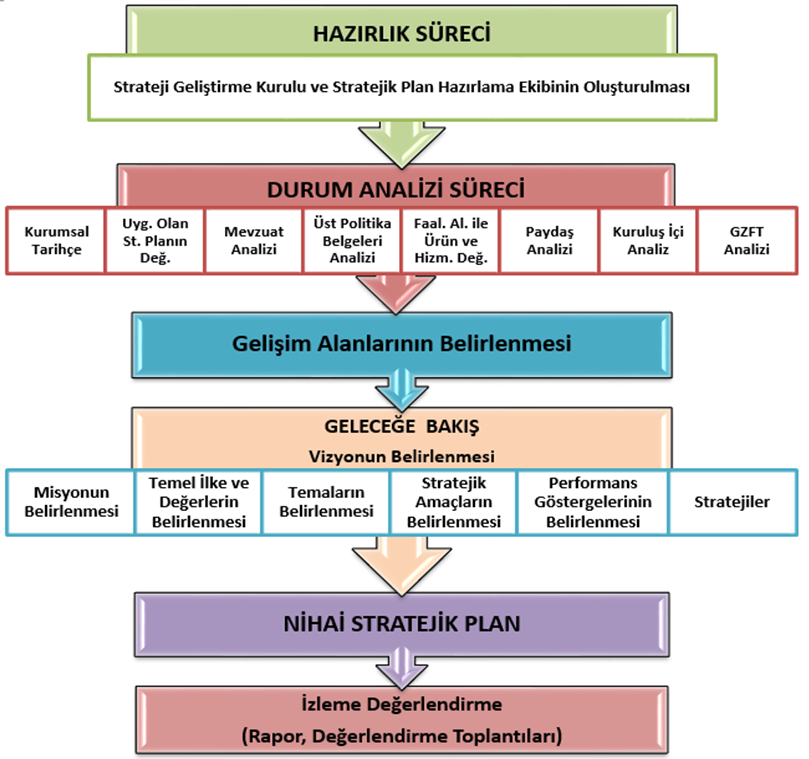 HAZIRLIK SÜRECİ
Strateji Geliştirme Kurulu ve Stratejik Plan Hazırlama Ekibinin Oluşturulması
DURUM ANALİZİ SÜRECİ
Kurumsal
Tarihçe
Uyg. Olan
St. Planın
Değ.
Mevzuat
Analizi
Üst Politika
Belgeleri
Analizi
Faal. Al. ile
Ürün ve
Hizm. Değ.
Paydaş
Analizi
Kuruluş İçi
Analiz
GZFT
Analizi
Gelişim Alanlarının Belirlenmesi
GELECEĞE BAKIŞ
Vizyonun Belirlenmesi
Misyonun
Belirlenmesi
Temel İlke ve
Değerlerin
Belirlenmesi
Temaların
Belirlenmesi
Stratejik
Amaçların
Belirlenmesi
Performans
Göstergelerinin
Belirlenmesi
Stratejiler
NİHAİ STRATEJİK PLAN
İzleme Değerlendirme
(Rapor, Değerlendirme Toplantıları)